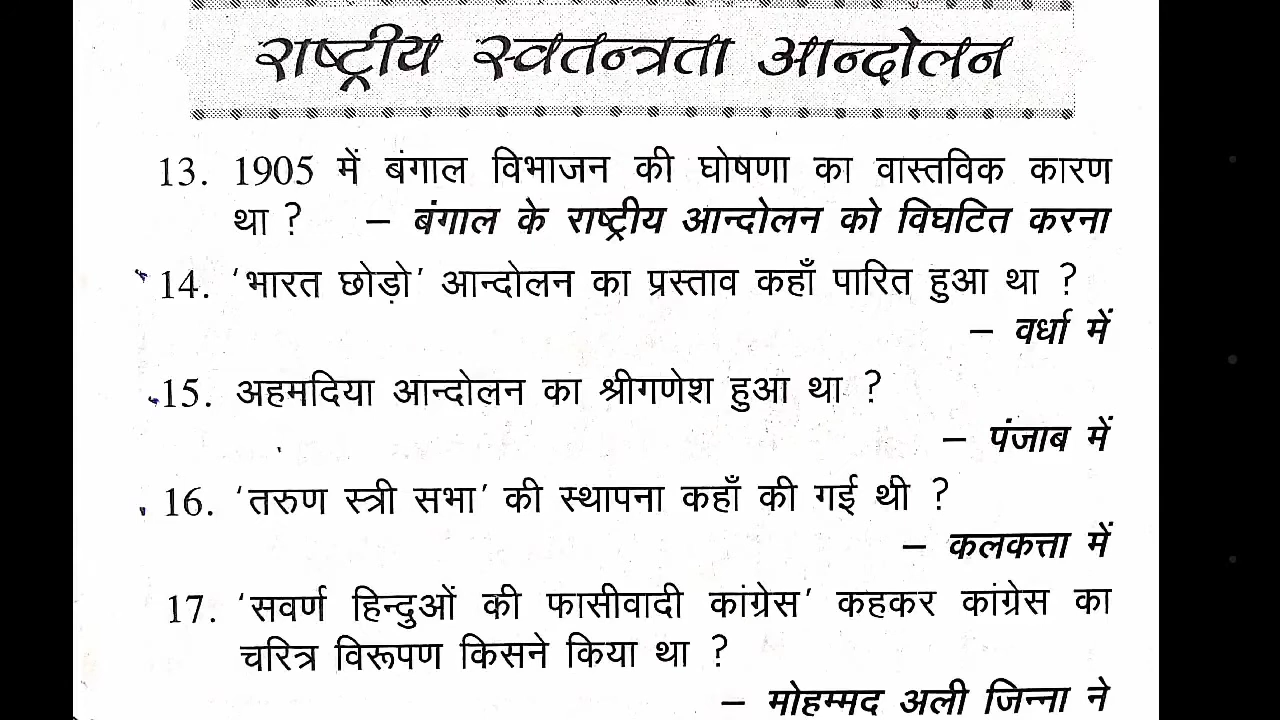 राष्ट्रीय स्वतन्त्रता आन्दोलन
13. 1905 में बंगाल विभाजन की घोषणा का वास्तविक कारण
था ? – बंगाल के राष्ट्रीय आन्दोलन को विघटित करना
14. 'भारत छोड़ो' आन्दोलन का प्रस्ताव कहाँ पारित हुआ था ?
– वर्धा में
15. अहमदिया आन्दोलन का श्रीगणेश हुआ था ?
– पंजाब में
16. 'तरुण स्त्री सभा' की स्थापना कहाँ की गई थी ?
– कलकत्ता में
17. 'सवर्ण हिन्दुओं की फासीवादी कांग्रेस' कहकर कांग्रेस का
चरित्र विरूपण किसने किया था ?
– मोहम्मद अली जिन्ना ने